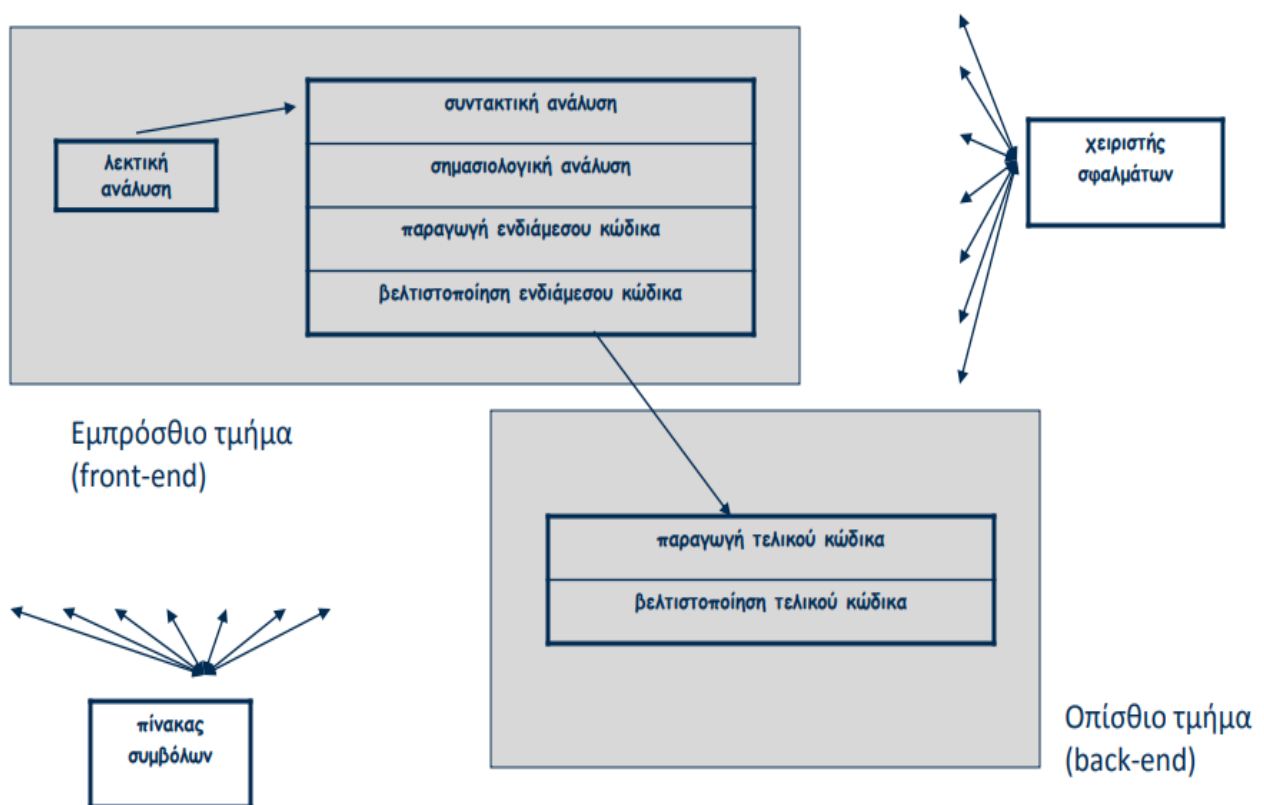 συντακτική ανάλυση
λεκτική
ανάλυση
σημασιολογική ανάλυση
παραγωγή ενδιάμεσου κώδικα
βελτιστοποίηση ενδιάμεσου κώδικα
χειριστής
σφαλμάτων
Εμπρόσθιο τμήμα
(front-end)
παραγωγή τελικού κώδικα
βελτιστοποίηση τελικού κώδικα
πίνακας
συμβόλων
Οπίσθιο τμήμα
(back-end)